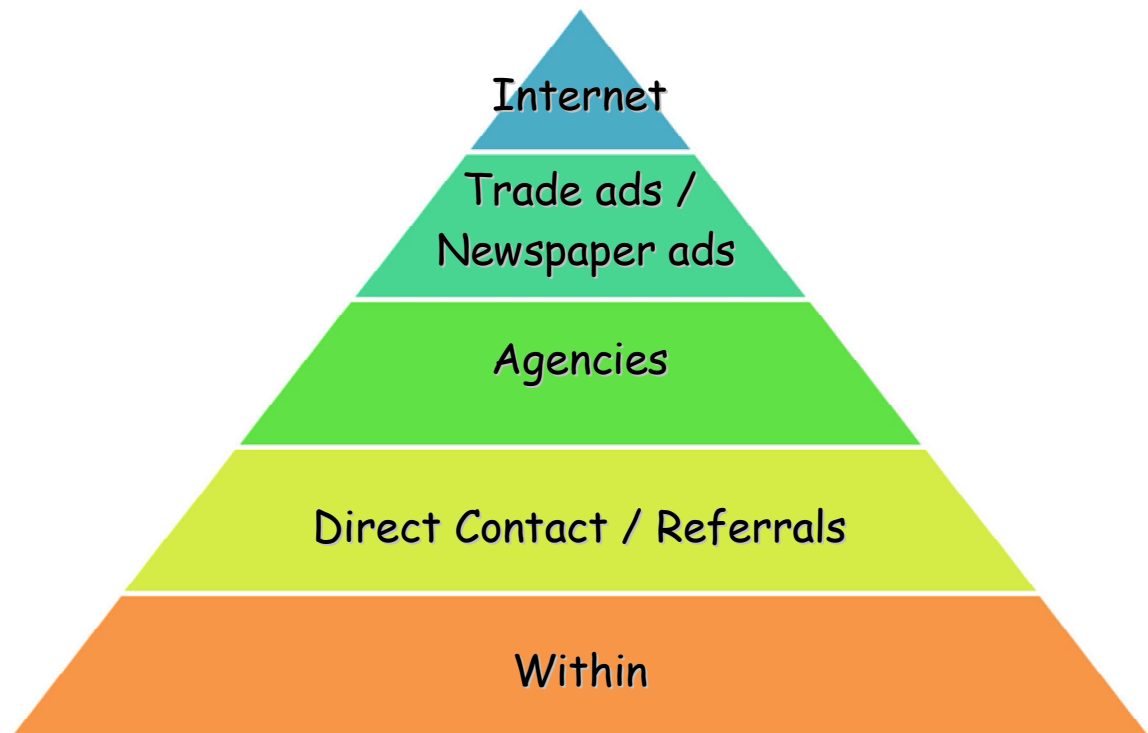 Internet
Trade ads /
Newspaper ads
Agencies
Direct Contact / Referrals
Within